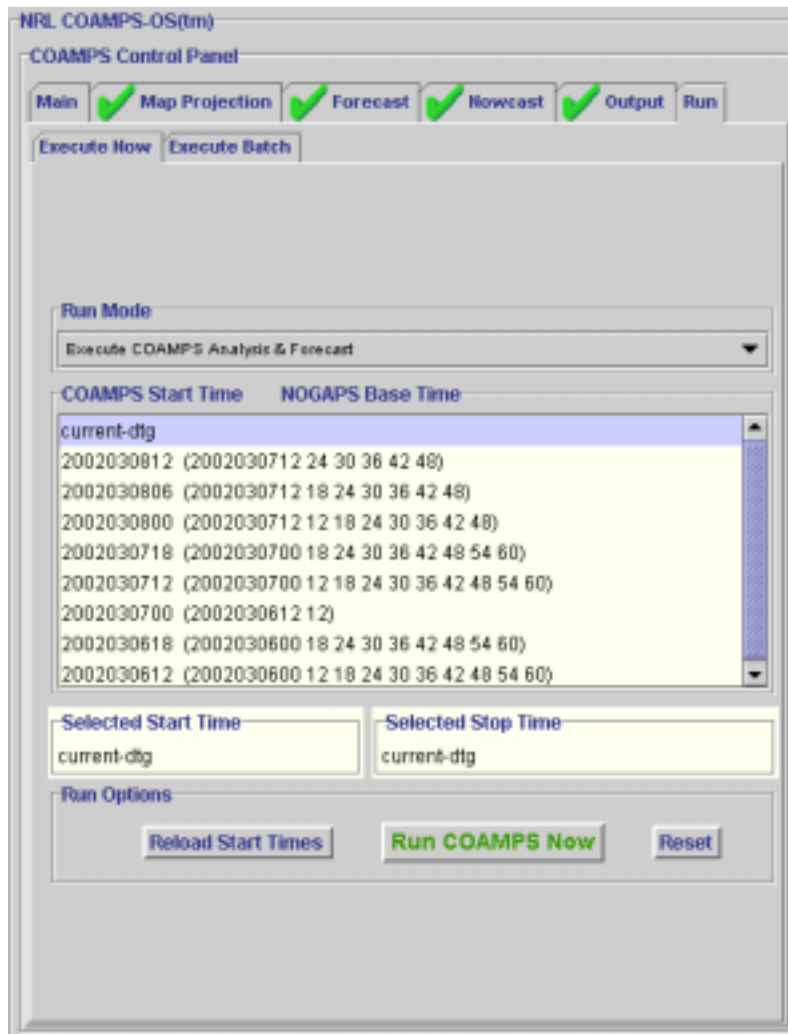 NRL COAMPS-OS(tm)
COAMPS Control Panel
Main Map Projection Forecast Nowcast Output Run
Execute Now Execute Batch
Run Mode
Execute COAMPS Analysis & Forecast
COAMPS Start Time NOGAPS Base Time
current-dtg
2002030812 (2002030712 24 30 36 42 48)
2002030806 (2002030712 18 24 30 36 42 48)
2002030800 (2002030712 12 18 24 30 36 42 48)
2002030718 (2002030700 18 24 30 36 42 48 54 60)
2002030712 (2002030700 12 18 24 30 36 42 48 54 60)
2002030700 (2002030612 12)
2002030618 (2002030600 18 24 30 36 42 48 54 60)
2002030612 (2002030600 12 18 24 30 36 42 48 54 60)
Selected Start Time Selected Stop Time
current-dtg current-dtg
Run Options
Reload Start Times Run COAMPS Now Reset